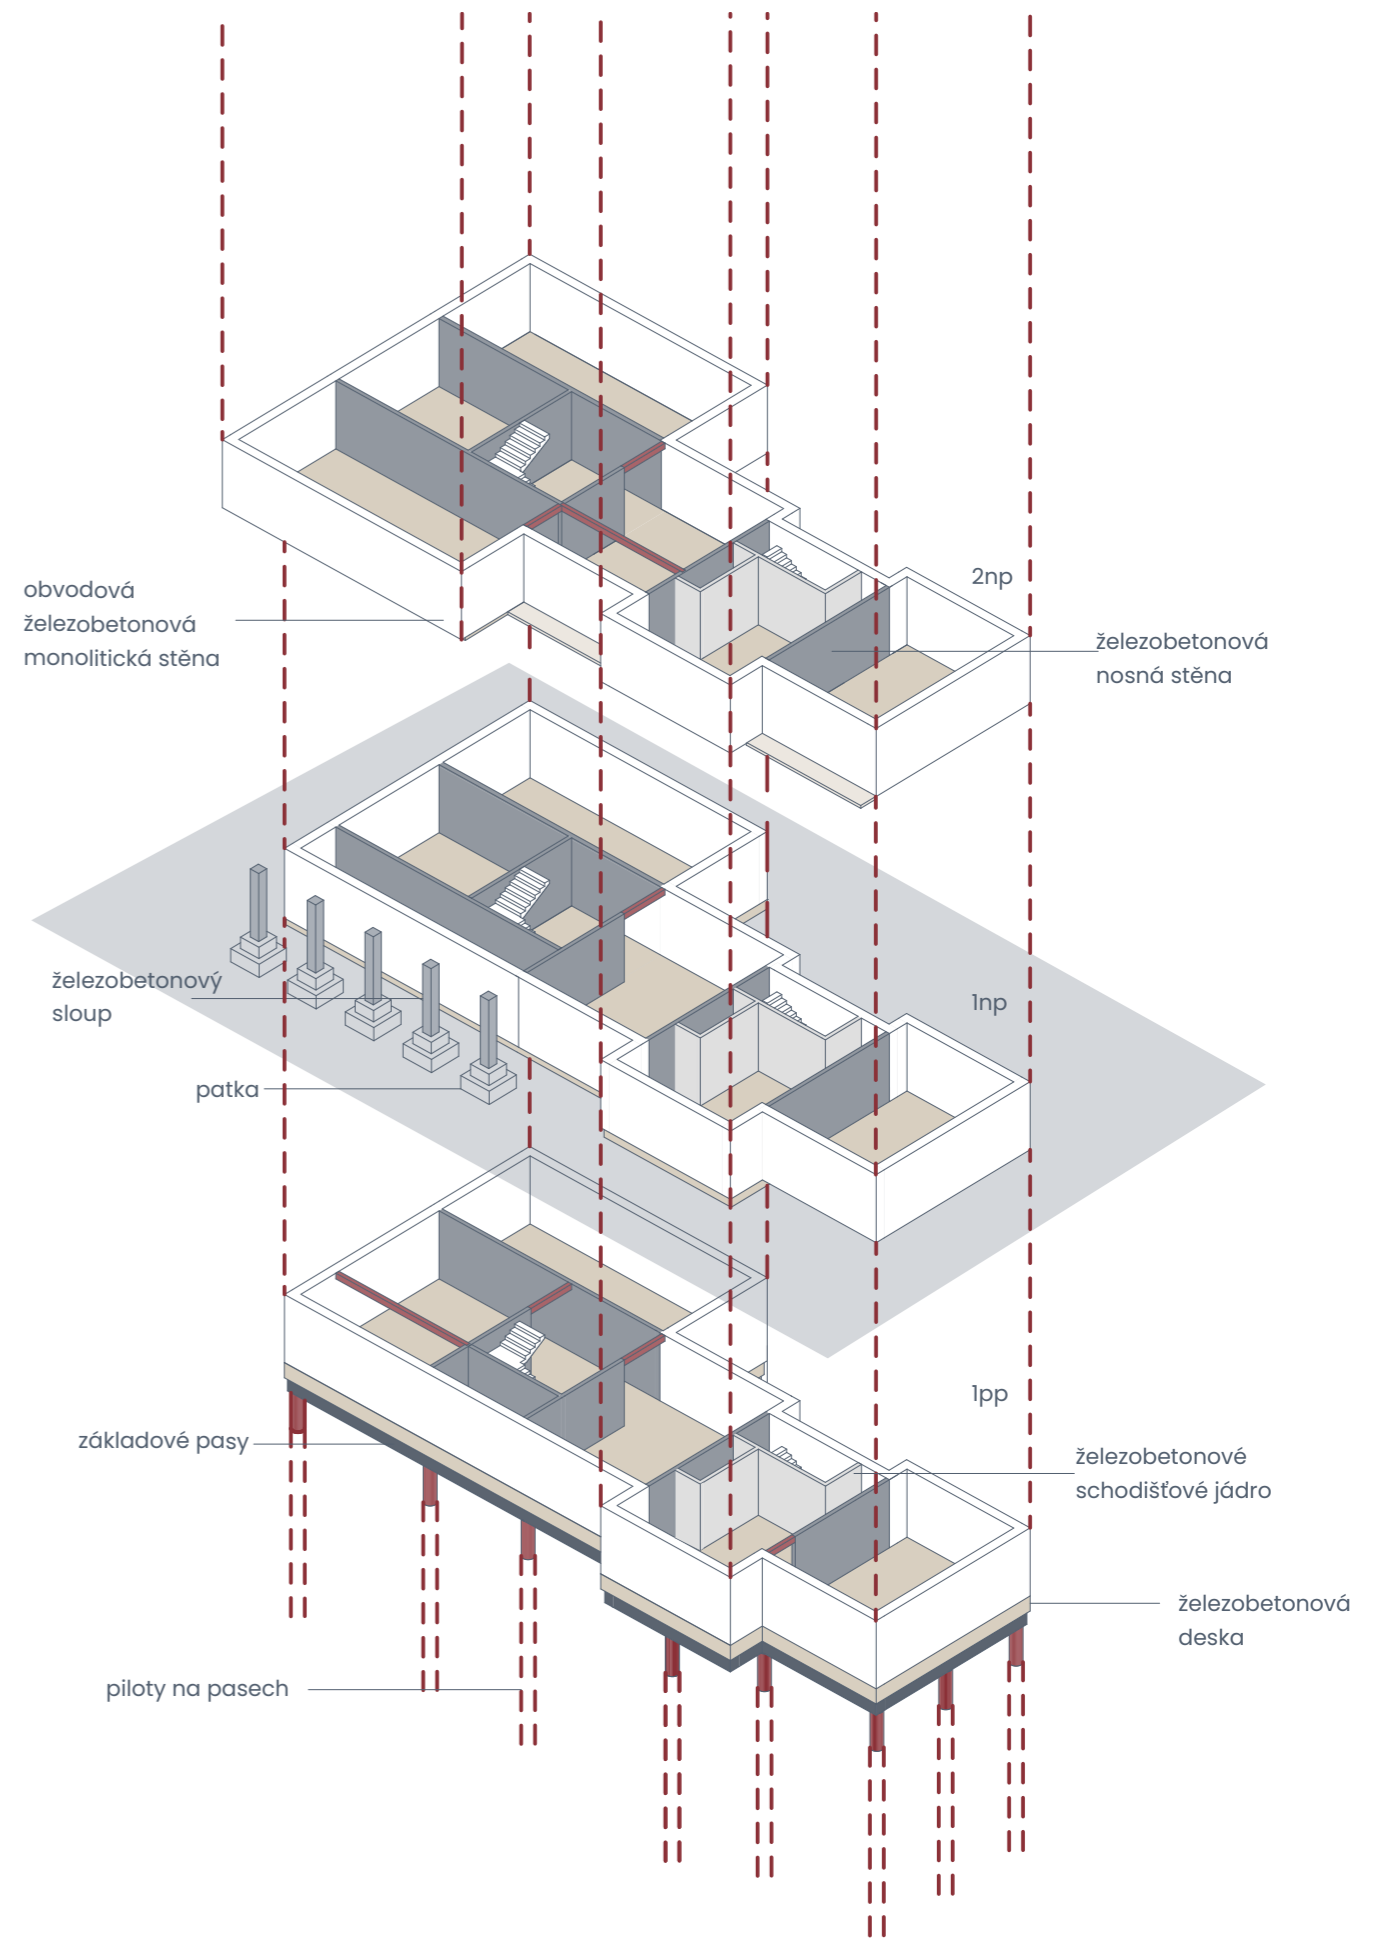 2np
obvodová
železobetonová
monolitická stěna
železobetonová
nosná stěna
železobetonový
sloup
1np
patka
1pp
základové pasy
železobetonové
schodišťové jádro
železobetonová
deska
piloty na pasech